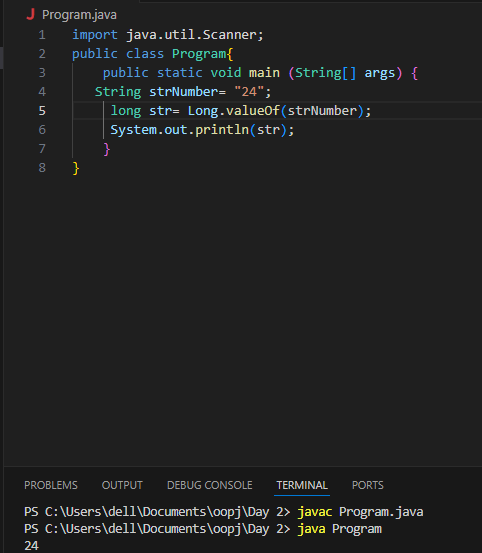 J Program.java
1 import java.util.Scanner;
2 public class Program{
3 public static void main (String[] args) {
4 String strNumber= "24";
5 long str= Long.valueOf(strNumber);
6 System.out.println(str);
7 }
8 }
PROBLEMS OUTPUT DEBUG CONSOLE TERMINAL PORTS
PS C:\Users\dell\Documents\oopj\Day 2> javac Program.java
PS C:\Users\dell\Documents\oopj\Day 2> java Program
24